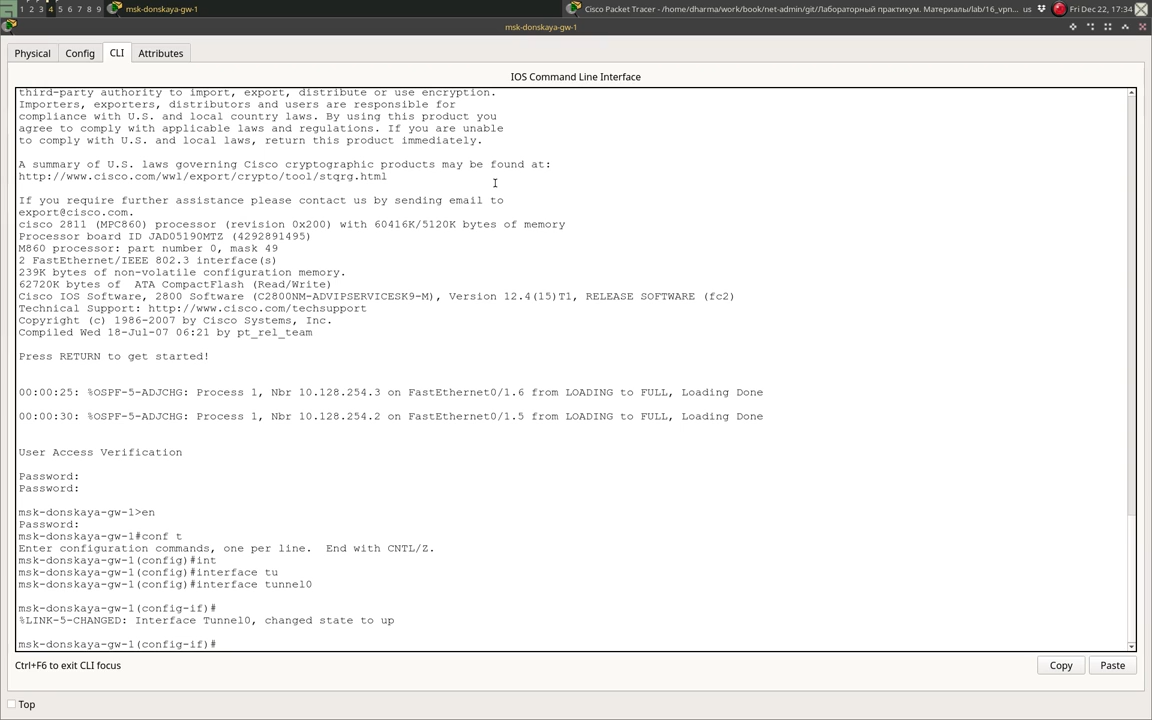 1 2 3 4 5 6 7 8 9 msk-donskaya-gw-1 Cisco Packet Tracer - /home/dharma/work/book/net-admin/git/Лабораторный практикум. Материалы/lab/16_vpn... us Fri Dec 22, 17:34
msk-donskaya-gw-1
Physical Config CLI Attributes
IOS Command Line Interface
third-party authority to import, export, distribute or use encryption.
Importers, exporters, distributors and users are responsible for
compliance with U.S. and local country laws. By using this product you
agree to comply with applicable laws and regulations. If you are unable
to comply with U.S. and local laws, return this product immediately.
A summary of U.S. laws governing Cisco cryptographic products may be found at:
http://www.cisco.com/wwl/export/crypto/tool/stqrg.html
If you require further assistance please contact us by sending email to
export@cisco.com.
cisco 2811 (MPC860) processor (revision 0x200) with 60416K/5120K bytes of memory
Processor board ID JAD05190MTZ (4292891495)
M860 processor: part number 0, mask 49
2 FastEthernet/IEEE 802.3 interface(s)
239K bytes of non-volatile configuration memory.
62720K bytes of  ATA CompactFlash (Read/Write)
Cisco IOS Software, 2800 Software (C2800NM-ADVIPSERVICESK9-M), Version 12.4(15)T1, RELEASE SOFTWARE (fc2)
Technical Support: http://www.cisco.com/techsupport
Copyright (c) 1986-2007 by Cisco Systems, Inc.
Compiled Wed 18-Jul-07 06:21 by pt_rel_team
Press RETURN to get started!
00:00:25: %OSPF-5-ADJCHG: Process 1, Nbr 10.128.254.3 on FastEthernet0/1.6 from LOADING to FULL, Loading Done
00:00:30: %OSPF-5-ADJCHG: Process 1, Nbr 10.128.254.2 on FastEthernet0/1.5 from LOADING to FULL, Loading Done
User Access Verification
Password:
Password:
msk-donskaya-gw-1>en
Password:
msk-donskaya-gw-1#conf t
Enter configuration commands, one per line.  End with CNTL/Z.
msk-donskaya-gw-1(config)#int
msk-donskaya-gw-1(config)#interface tu
msk-donskaya-gw-1(config)#interface tunnel0
msk-donskaya-gw-1(config-if)#
%LINK-5-CHANGED: Interface Tunnel0, changed state to up
msk-donskaya-gw-1(config-if)#
Ctrl+F6 to exit CLI focus Copy Paste
Top